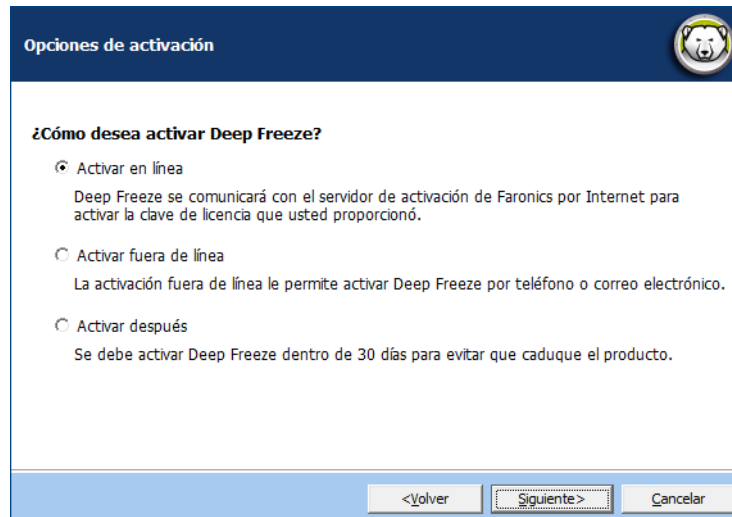 Opciones de activación
¿Cómo desea activar Deep Freeze?
Activar en línea
Deep Freeze se comunicará con el servidor de activación de Faronics por Internet para
activar la clave de licencia que usted proporcionó.
Activar fuera de línea
La activación fuera de línea le permite activar Deep Freeze por teléfono o correo electrónico.
Activar después
Se debe activar Deep Freeze dentro de 30 días para evitar que caduque el producto.
<Volver Siguiente> Cancelar